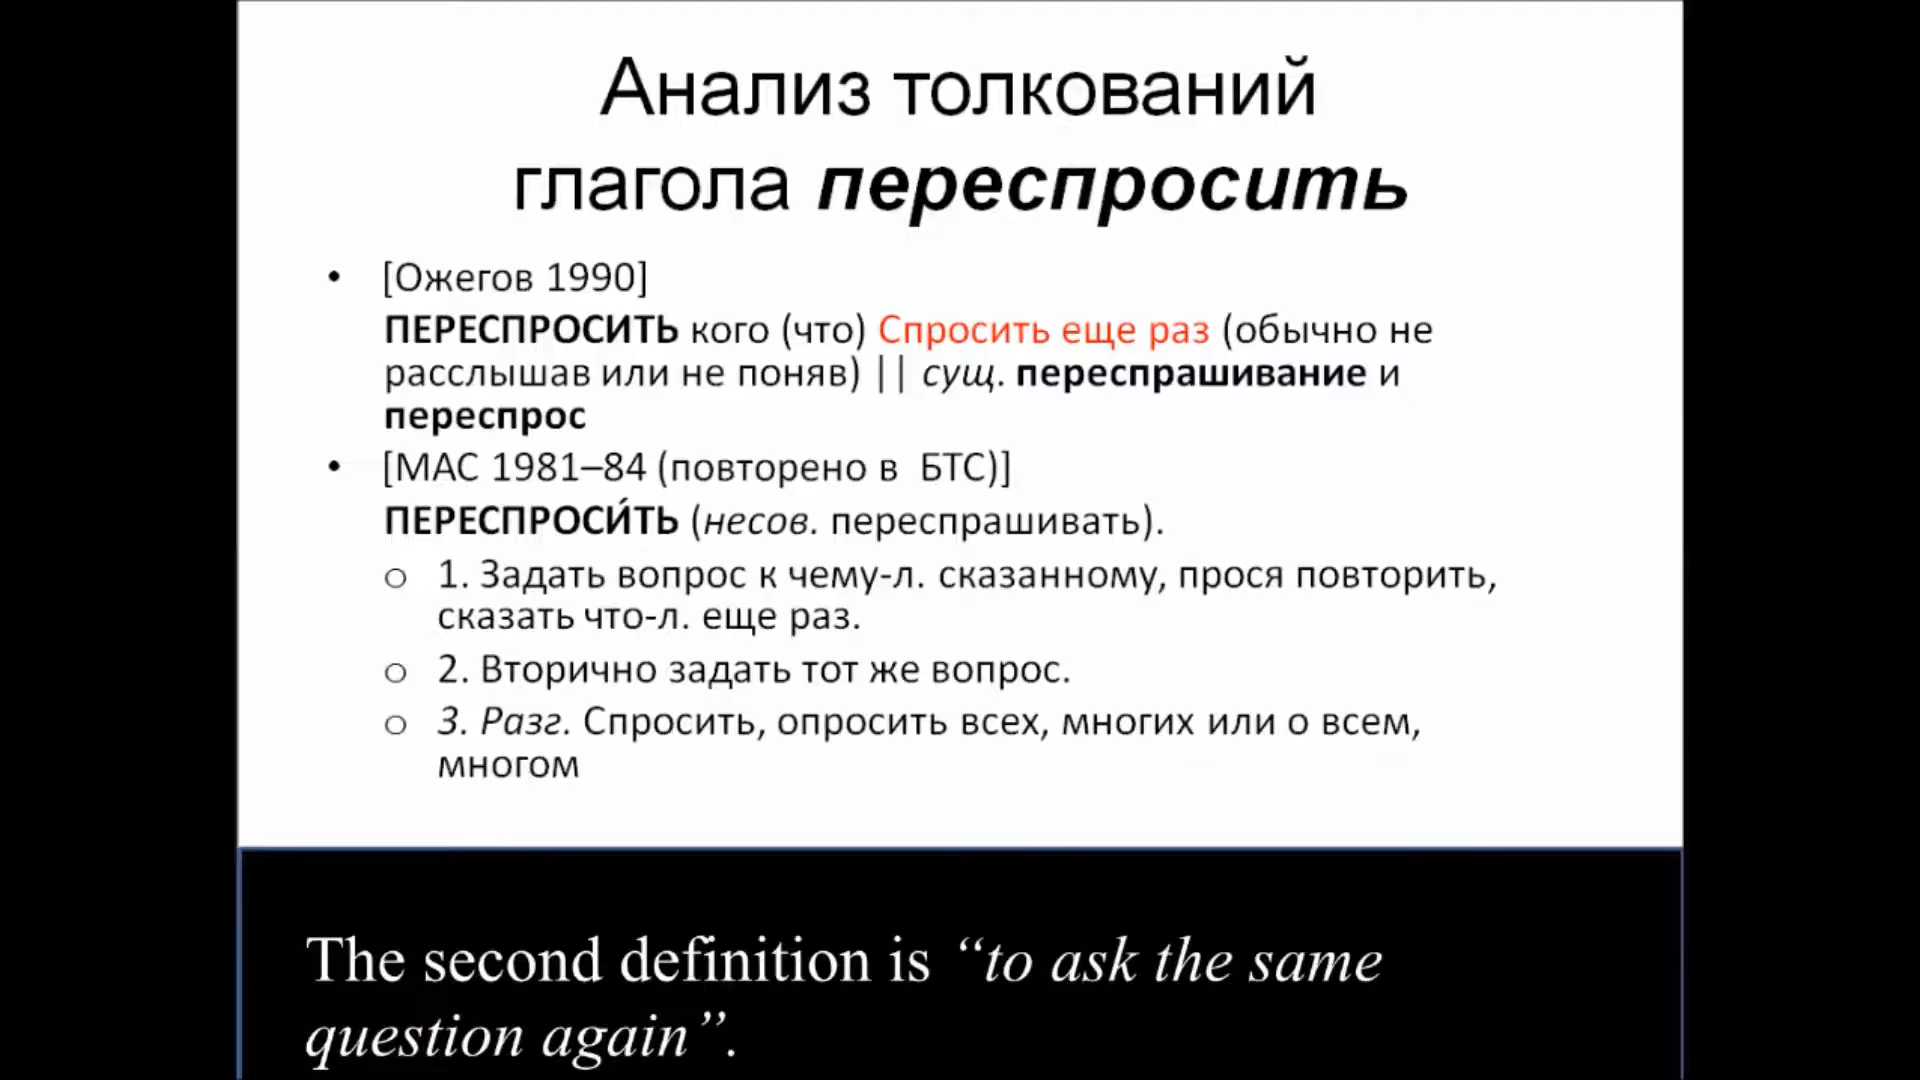 Анализ толкований
глагола переспросить
• [Ожегов 1990]
ПЕРЕСПРОСИТЬ кого (что) Спросить еще раз (обычно не
расслышав или не поняв) || сущ. переспрашивание и
переспрос
• [МАС 1981–84 (повторено в БТС)]
ПЕРЕСПРОСИ́ТЬ (несов. переспрашивать).
o 1. Задать вопрос к чему-л. сказанному, прося повторить,
сказать что-л. еще раз.
o 2. Вторично задать тот же вопрос.
o 3. Разг. Спросить, опросить всех, многих или о всем,
многом
The second definition is “to ask the same
question again”.